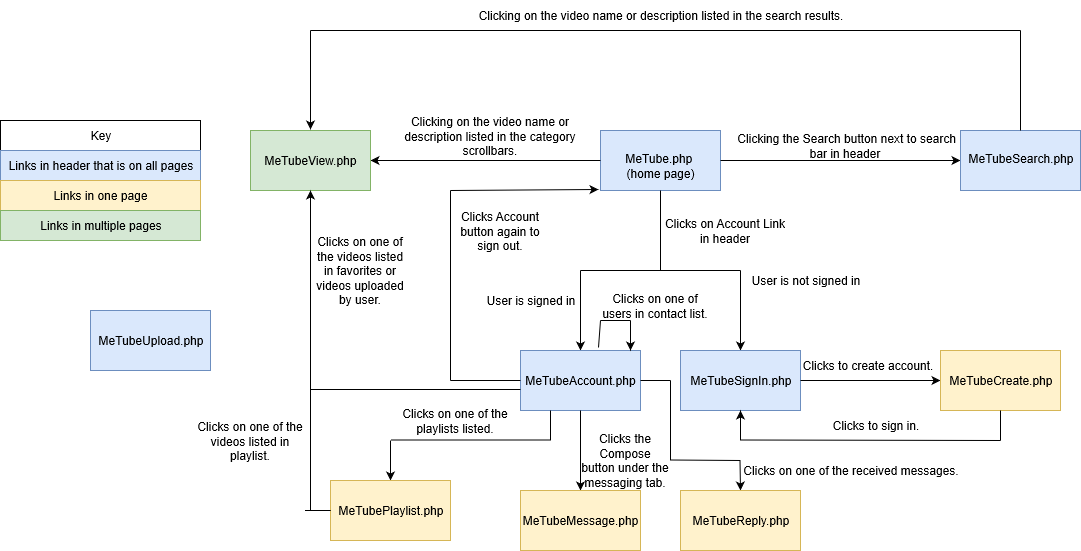 Clicking on the video name or description listed in the search results.
Key
Links in header that is on all pages
Links in one page
Links in multiple pages
MeTubeView.php
Clicking on the video name or
description listed in the category
scrollbars.
MeTube.php
(home page)
Clicking the Search button next to search
bar in header
MeTubeSearch.php
Clicks Account
button again to
sign out.
Clicks on Account Link
in header
Clicks on one of
the videos listed
in favorites or
videos uploaded
by user.
User is signed in
Clicks on one of
users in contact list.
User is not signed in
MeTubeUpload.php
MeTubeAccount.php
MeTubeSignIn.php
Clicks to create account.
MeTubeCreate.php
Clicks on one of the
videos listed in
playlist.
Clicks on one of the
playlists listed.
Clicks the
Compose
button under the
messaging tab.
Clicks to sign in.
Clicks on one of the received messages.
MeTubePlaylist.php
MeTubeMessage.php
MeTubeReply.php